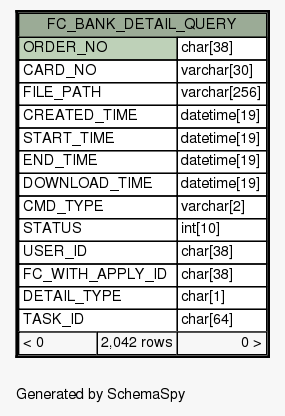 FC_BANK_DETAIL_QUERY
ORDER_NO char[38]
CARD_NO varchar[30]
FILE_PATH varchar[256]
CREATED_TIME datetime[19]
START_TIME datetime[19]
END_TIME datetime[19]
DOWNLOAD_TIME datetime[19]
CMD_TYPE varchar[2]
STATUS int[10]
USER_ID char[38]
FC_WITH_APPLY_ID char[38]
DETAIL_TYPE char[1]
TASK_ID char[64]
< 0 2,042 rows 0 >
Generated by SchemaSpy